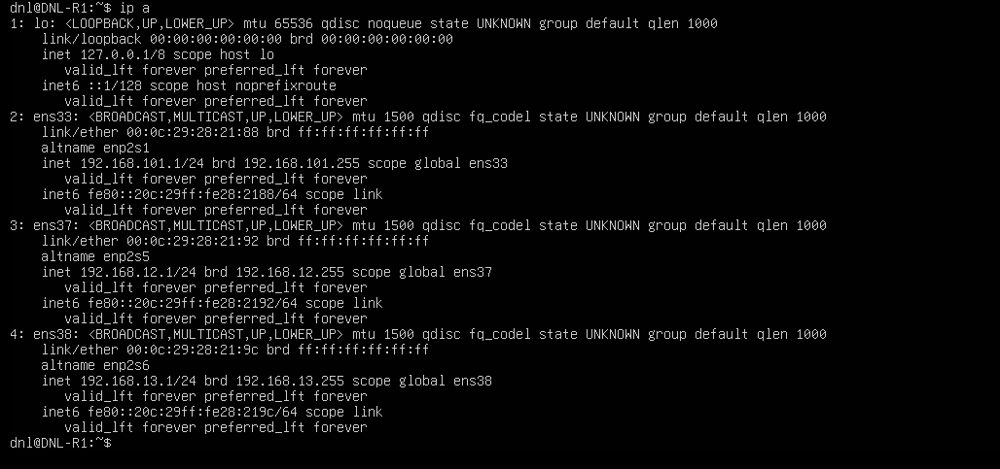 dnl@DNL-R1:~$ ip a
1: lo: <LOOPBACK,UP,LOWER_UP> mtu 65536 qdisc noqueue state UNKNOWN group default qlen 1000
    link/loopback 00:00:00:00:00:00 brd 00:00:00:00:00:00
    inet 127.0.0.1/8 scope host lo
       valid_lft forever preferred_lft forever
    inet6 ::1/128 scope host noprefixroute
       valid_lft forever preferred_lft forever
2: ens33: <BROADCAST,MULTICAST,UP,LOWER_UP> mtu 1500 qdisc fq_codel state UNKNOWN group default qlen 1000
    link/ether 00:0c:29:28:21:88 brd ff:ff:ff:ff:ff:ff
    altname enp2s1
    inet 192.168.101.1/24 brd 192.168.101.255 scope global ens33
       valid_lft forever preferred_lft forever
    inet6 fe80::20c:29ff:fe28:2188/64 scope link
       valid_lft forever preferred_lft forever
3: ens37: <BROADCAST,MULTICAST,UP,LOWER_UP> mtu 1500 qdisc fq_codel state UNKNOWN group default qlen 1000
    link/ether 00:0c:29:28:21:92 brd ff:ff:ff:ff:ff:ff
    altname enp2s5
    inet 192.168.12.1/24 brd 192.168.12.255 scope global ens37
       valid_lft forever preferred_lft forever
    inet6 fe80::20c:29ff:fe28:2192/64 scope link
       valid_lft forever preferred_lft forever
4: ens38: <BROADCAST,MULTICAST,UP,LOWER_UP> mtu 1500 qdisc fq_codel state UNKNOWN group default qlen 1000
    link/ether 00:0c:29:28:21:9c brd ff:ff:ff:ff:ff:ff
    altname enp2s6
    inet 192.168.13.1/24 brd 192.168.13.255 scope global ens38
       valid_lft forever preferred_lft forever
    inet6 fe80::20c:29ff:fe28:219c/64 scope link
       valid_lft forever preferred_lft forever
dnl@DNL-R1:~$